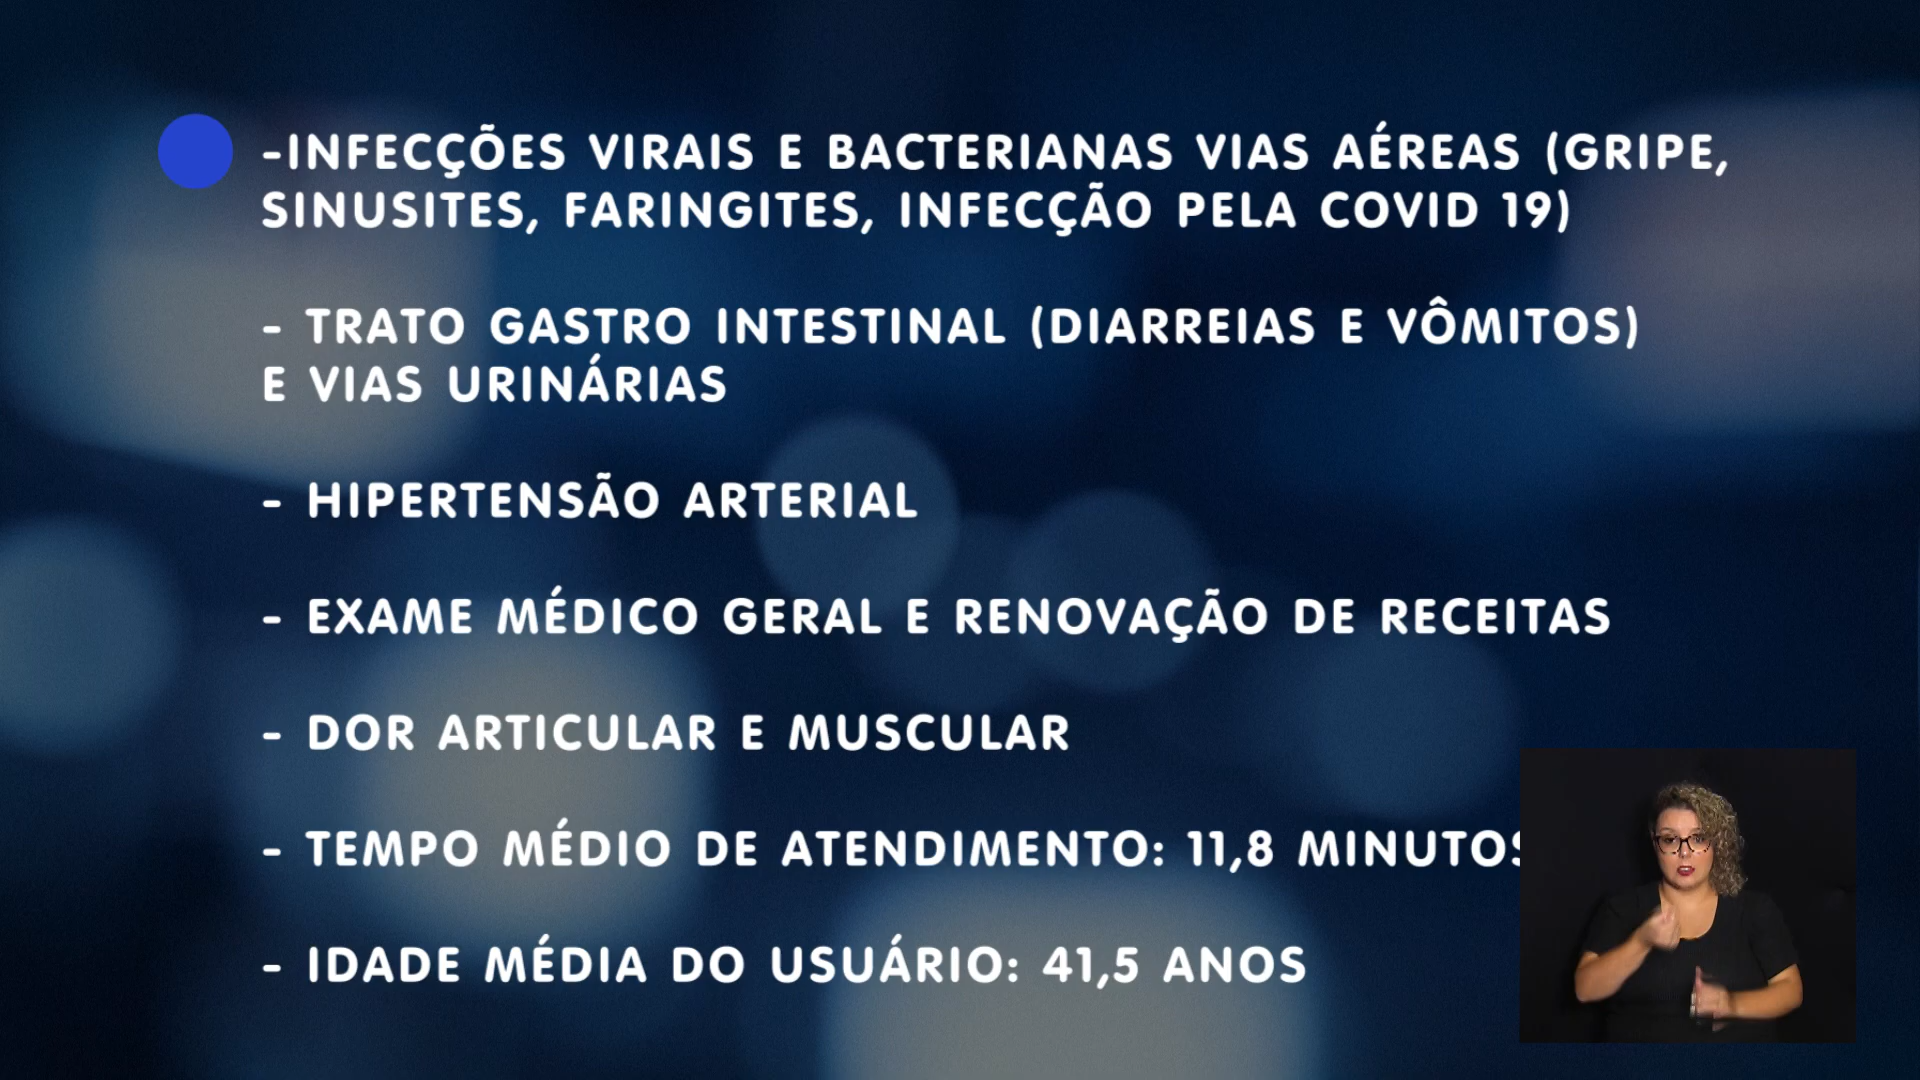 -INFECÇÕES VIRAIS E BACTERIANAS VIAS AÉREAS (GRIPE,
SINUSITES, FARINGITES, INFECÇÃO PELA COVID 19)
- TRATO GASTRO INTESTINAL (DIARREIAS E VÔMITOS)
E VIAS URINÁRIAS
- HIPERTENSÃO ARTERIAL
- EXAME MÉDICO GERAL E RENOVAÇÃO DE RECEITAS
- DOR ARTICULAR E MUSCULAR
- TEMPO MÉDIO DE ATENDIMENTO: 11,8 MINUTOS
- IDADE MÉDIA DO USUÁRIO: 41,5 ANOS